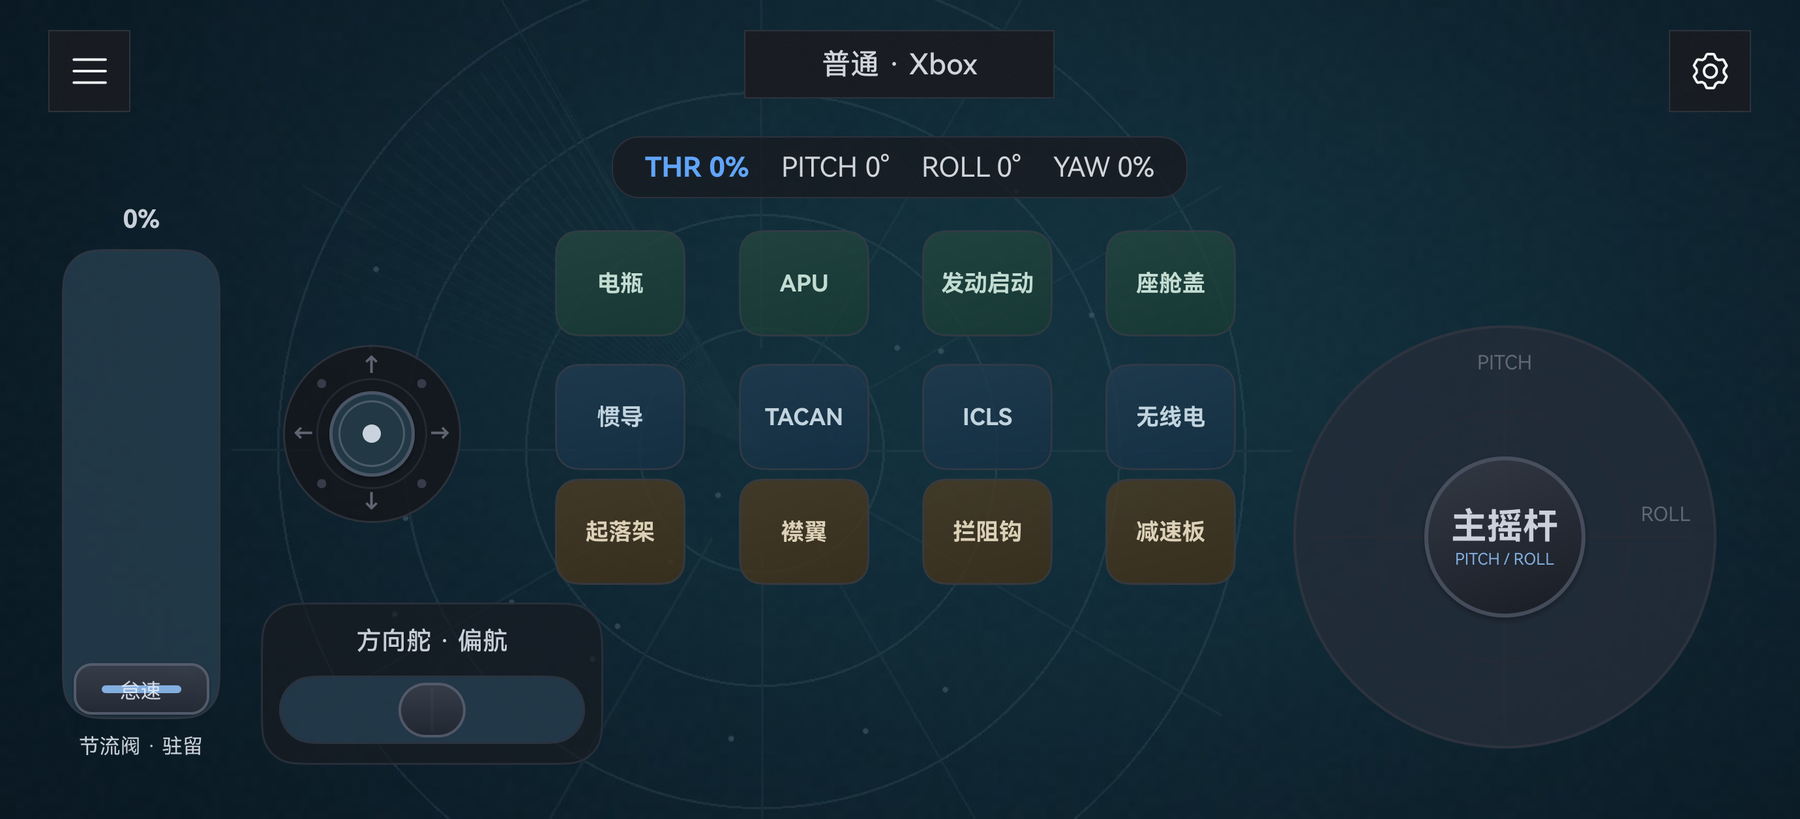 普通 · Xbox
THR 0% PITCH 0° ROLL 0° YAW 0%
0%
电瓶 APU 发动启动 座舱盖
PITCH
惯导 TACAN ICLS 无线电
起落架 襟翼 拦阻钩 减速板
ROLL
主摇杆
PITCH / ROLL
方向舵 · 偏航
怠速
节流阀 · 驻留